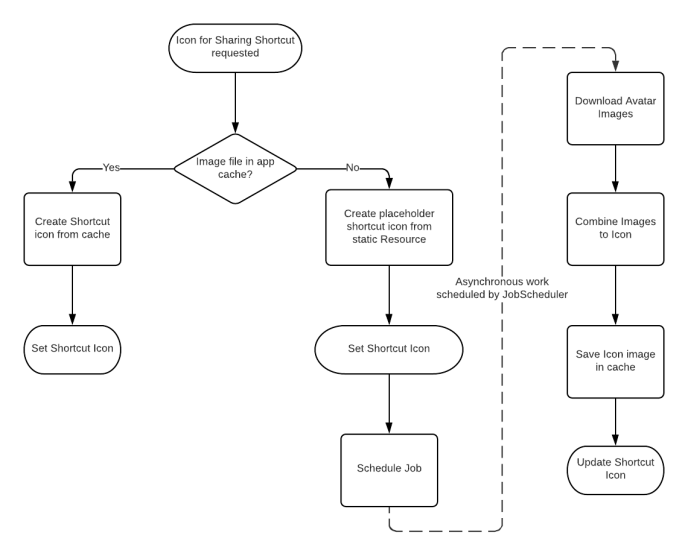 Icon for Sharing Shortcut
requested
Image file in app
cache?
Yes
No
Create Shortcut
icon from cache
Set Shortcut Icon
Create placeholder
shortcut icon from
static Resource
Set Shortcut Icon
Schedule Job
Asynchronous work
scheduled by JobScheduler
Download Avatar
Images
Combine Images
to Icon
Save Icon image
in cache
Update Shortcut
Icon